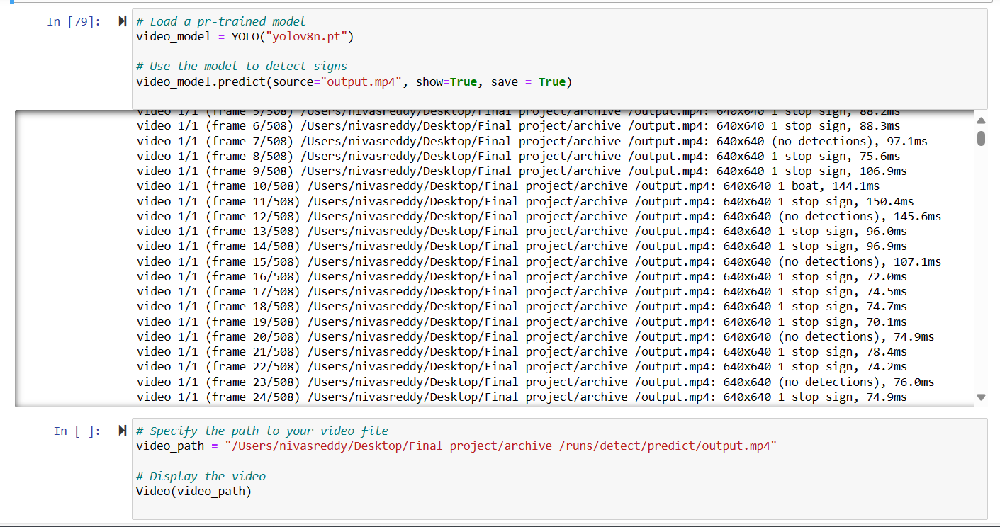 In [79]:
# Load a pr-trained model
video_model = YOLO("yolov8n.pt")
# Use the model to detect signs
video_model.predict(source="output.mp4", show=True, save = True)
video 1/1 (frame 5/508) /Users/nivasreddy/Desktop/Final project/archive /output.mp4: 640x640 1 stop sign, 88.2ms
video 1/1 (frame 6/508) /Users/nivasreddy/Desktop/Final project/archive /output.mp4: 640x640 1 stop sign, 88.3ms
video 1/1 (frame 7/508) /Users/nivasreddy/Desktop/Final project/archive /output.mp4: 640x640 (no detections), 97.1ms
video 1/1 (frame 8/508) /Users/nivasreddy/Desktop/Final project/archive /output.mp4: 640x640 1 stop sign, 75.6ms
video 1/1 (frame 9/508) /Users/nivasreddy/Desktop/Final project/archive /output.mp4: 640x640 1 stop sign, 106.9ms
video 1/1 (frame 10/508) /Users/nivasreddy/Desktop/Final project/archive /output.mp4: 640x640 1 boat, 144.1ms
video 1/1 (frame 11/508) /Users/nivasreddy/Desktop/Final project/archive /output.mp4: 640x640 1 stop sign, 150.4ms
video 1/1 (frame 12/508) /Users/nivasreddy/Desktop/Final project/archive /output.mp4: 640x640 (no detections), 145.6ms
video 1/1 (frame 13/508) /Users/nivasreddy/Desktop/Final project/archive /output.mp4: 640x640 1 stop sign, 96.0ms
video 1/1 (frame 14/508) /Users/nivasreddy/Desktop/Final project/archive /output.mp4: 640x640 1 stop sign, 96.9ms
video 1/1 (frame 15/508) /Users/nivasreddy/Desktop/Final project/archive /output.mp4: 640x640 (no detections), 107.1ms
video 1/1 (frame 16/508) /Users/nivasreddy/Desktop/Final project/archive /output.mp4: 640x640 1 stop sign, 72.0ms
video 1/1 (frame 17/508) /Users/nivasreddy/Desktop/Final project/archive /output.mp4: 640x640 1 stop sign, 74.5ms
video 1/1 (frame 18/508) /Users/nivasreddy/Desktop/Final project/archive /output.mp4: 640x640 1 stop sign, 74.7ms
video 1/1 (frame 19/508) /Users/nivasreddy/Desktop/Final project/archive /output.mp4: 640x640 1 stop sign, 70.1ms
video 1/1 (frame 20/508) /Users/nivasreddy/Desktop/Final project/archive /output.mp4: 640x640 (no detections), 74.9ms
video 1/1 (frame 21/508) /Users/nivasreddy/Desktop/Final project/archive /output.mp4: 640x640 1 stop sign, 78.4ms
video 1/1 (frame 22/508) /Users/nivasreddy/Desktop/Final project/archive /output.mp4: 640x640 1 stop sign, 74.2ms
video 1/1 (frame 23/508) /Users/nivasreddy/Desktop/Final project/archive /output.mp4: 640x640 (no detections), 76.0ms
video 1/1 (frame 24/508) /Users/nivasreddy/Desktop/Final project/archive /output.mp4: 640x640 1 stop sign, 74.9ms
In [ ]:
# Specify the path to your video file
video_path = "/Users/nivasreddy/Desktop/Final project/archive /runs/detect/predict/output.mp4"
# Display the video
Video(video_path)